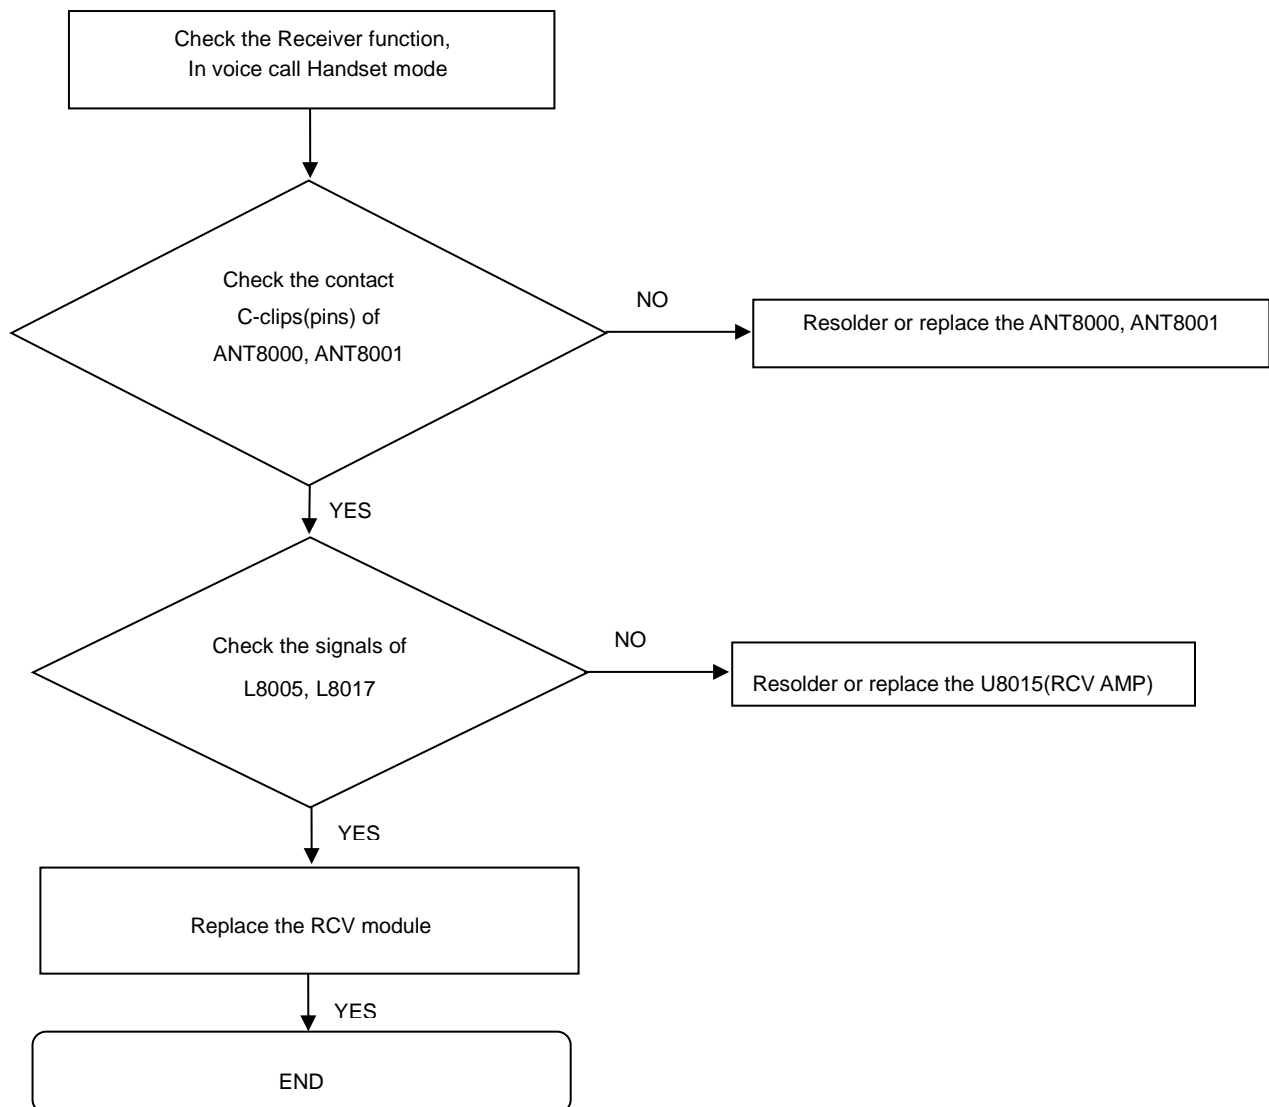 Check the Receiver function,
In voice call Handset mode
Check the contact
C-clips(pins) of
ANT8000, ANT8001
NO
Resolder or replace the ANT8000, ANT8001
YES
Check the signals of
L8005, L8017
NO
Resolder or replace the U8015(RCV AMP)
YES
Replace the RCV module
YES
END